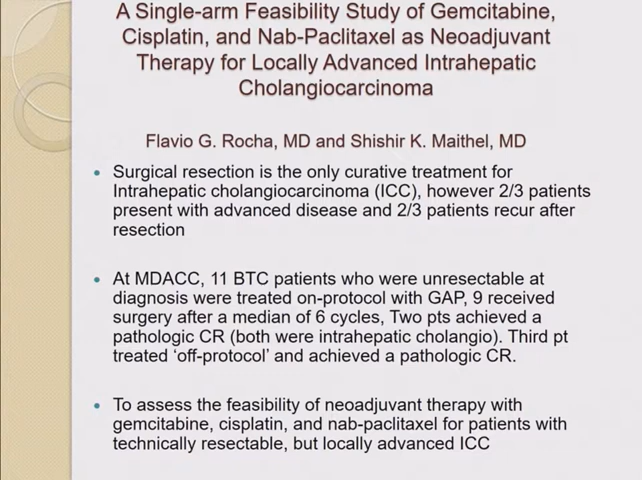 A Single-arm Feasibility Study of Gemcitabine,
Cisplatin, and Nab-Paclitaxel as Neoadjuvant
Therapy for Locally Advanced Intrahepatic
Cholangiocarcinoma
Flavio G. Rocha, MD and Shishir K. Maithel, MD
• Surgical resection is the only curative treatment for
Intrahepatic cholangiocarcinoma (ICC), however 2/3 patients
present with advanced disease and 2/3 patients recur after
resection
• At MDACC, 11 BTC patients who were unresectable at
diagnosis were treated on-protocol with GAP, 9 received
surgery after a median of 6 cycles, Two pts achieved a
pathologic CR (both were intrahepatic cholangio). Third pt
treated ‘off-protocol’ and achieved a pathologic CR.
• To assess the feasibility of neoadjuvant therapy with
gemcitabine, cisplatin, and nab-paclitaxel for patients with
technically resectable, but locally advanced ICC